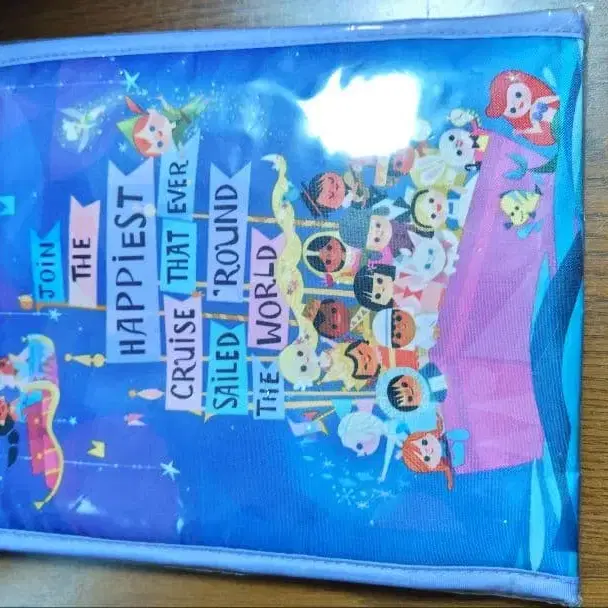 JOIN
THE
HAPPiEST
CRUiSE THAT EVER
SAILED 'ROUND
THE WORLD